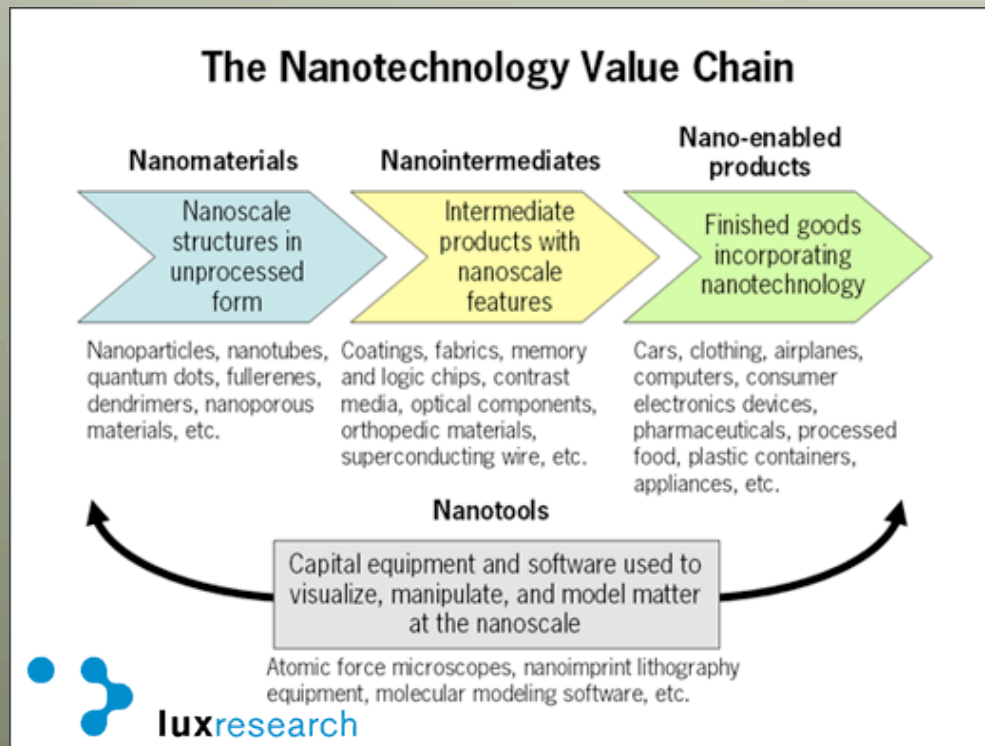 The Nanotechnology Value Chain
Nanomaterials
Nanoscale
structures in
unprocessed
form
Nanoparticles, nanotubes,
quantum dots, fullerenes,
dendrimers, nanoporous
materials, etc.
Nanointermediates
Intermediate
products with
nanoscale
features
Coatings, fabrics, memory
and logic chips, contrast
media, optical components,
orthopedic materials,
superconducting wire, etc.
Nano-enabled
products
Finished goods
incorporating
nanotechnology
Cars, clothing, airplanes,
computers, consumer
electronics devices,
pharmaceuticals, processed
food, plastic containers,
appliances, etc.
Nanotools
Capital equipment and software used to
visualize, manipulate, and model matter
at the nanoscale
Atomic force microscopes, nanoimprint lithography
equipment, molecular modeling software, etc.
luxresearch